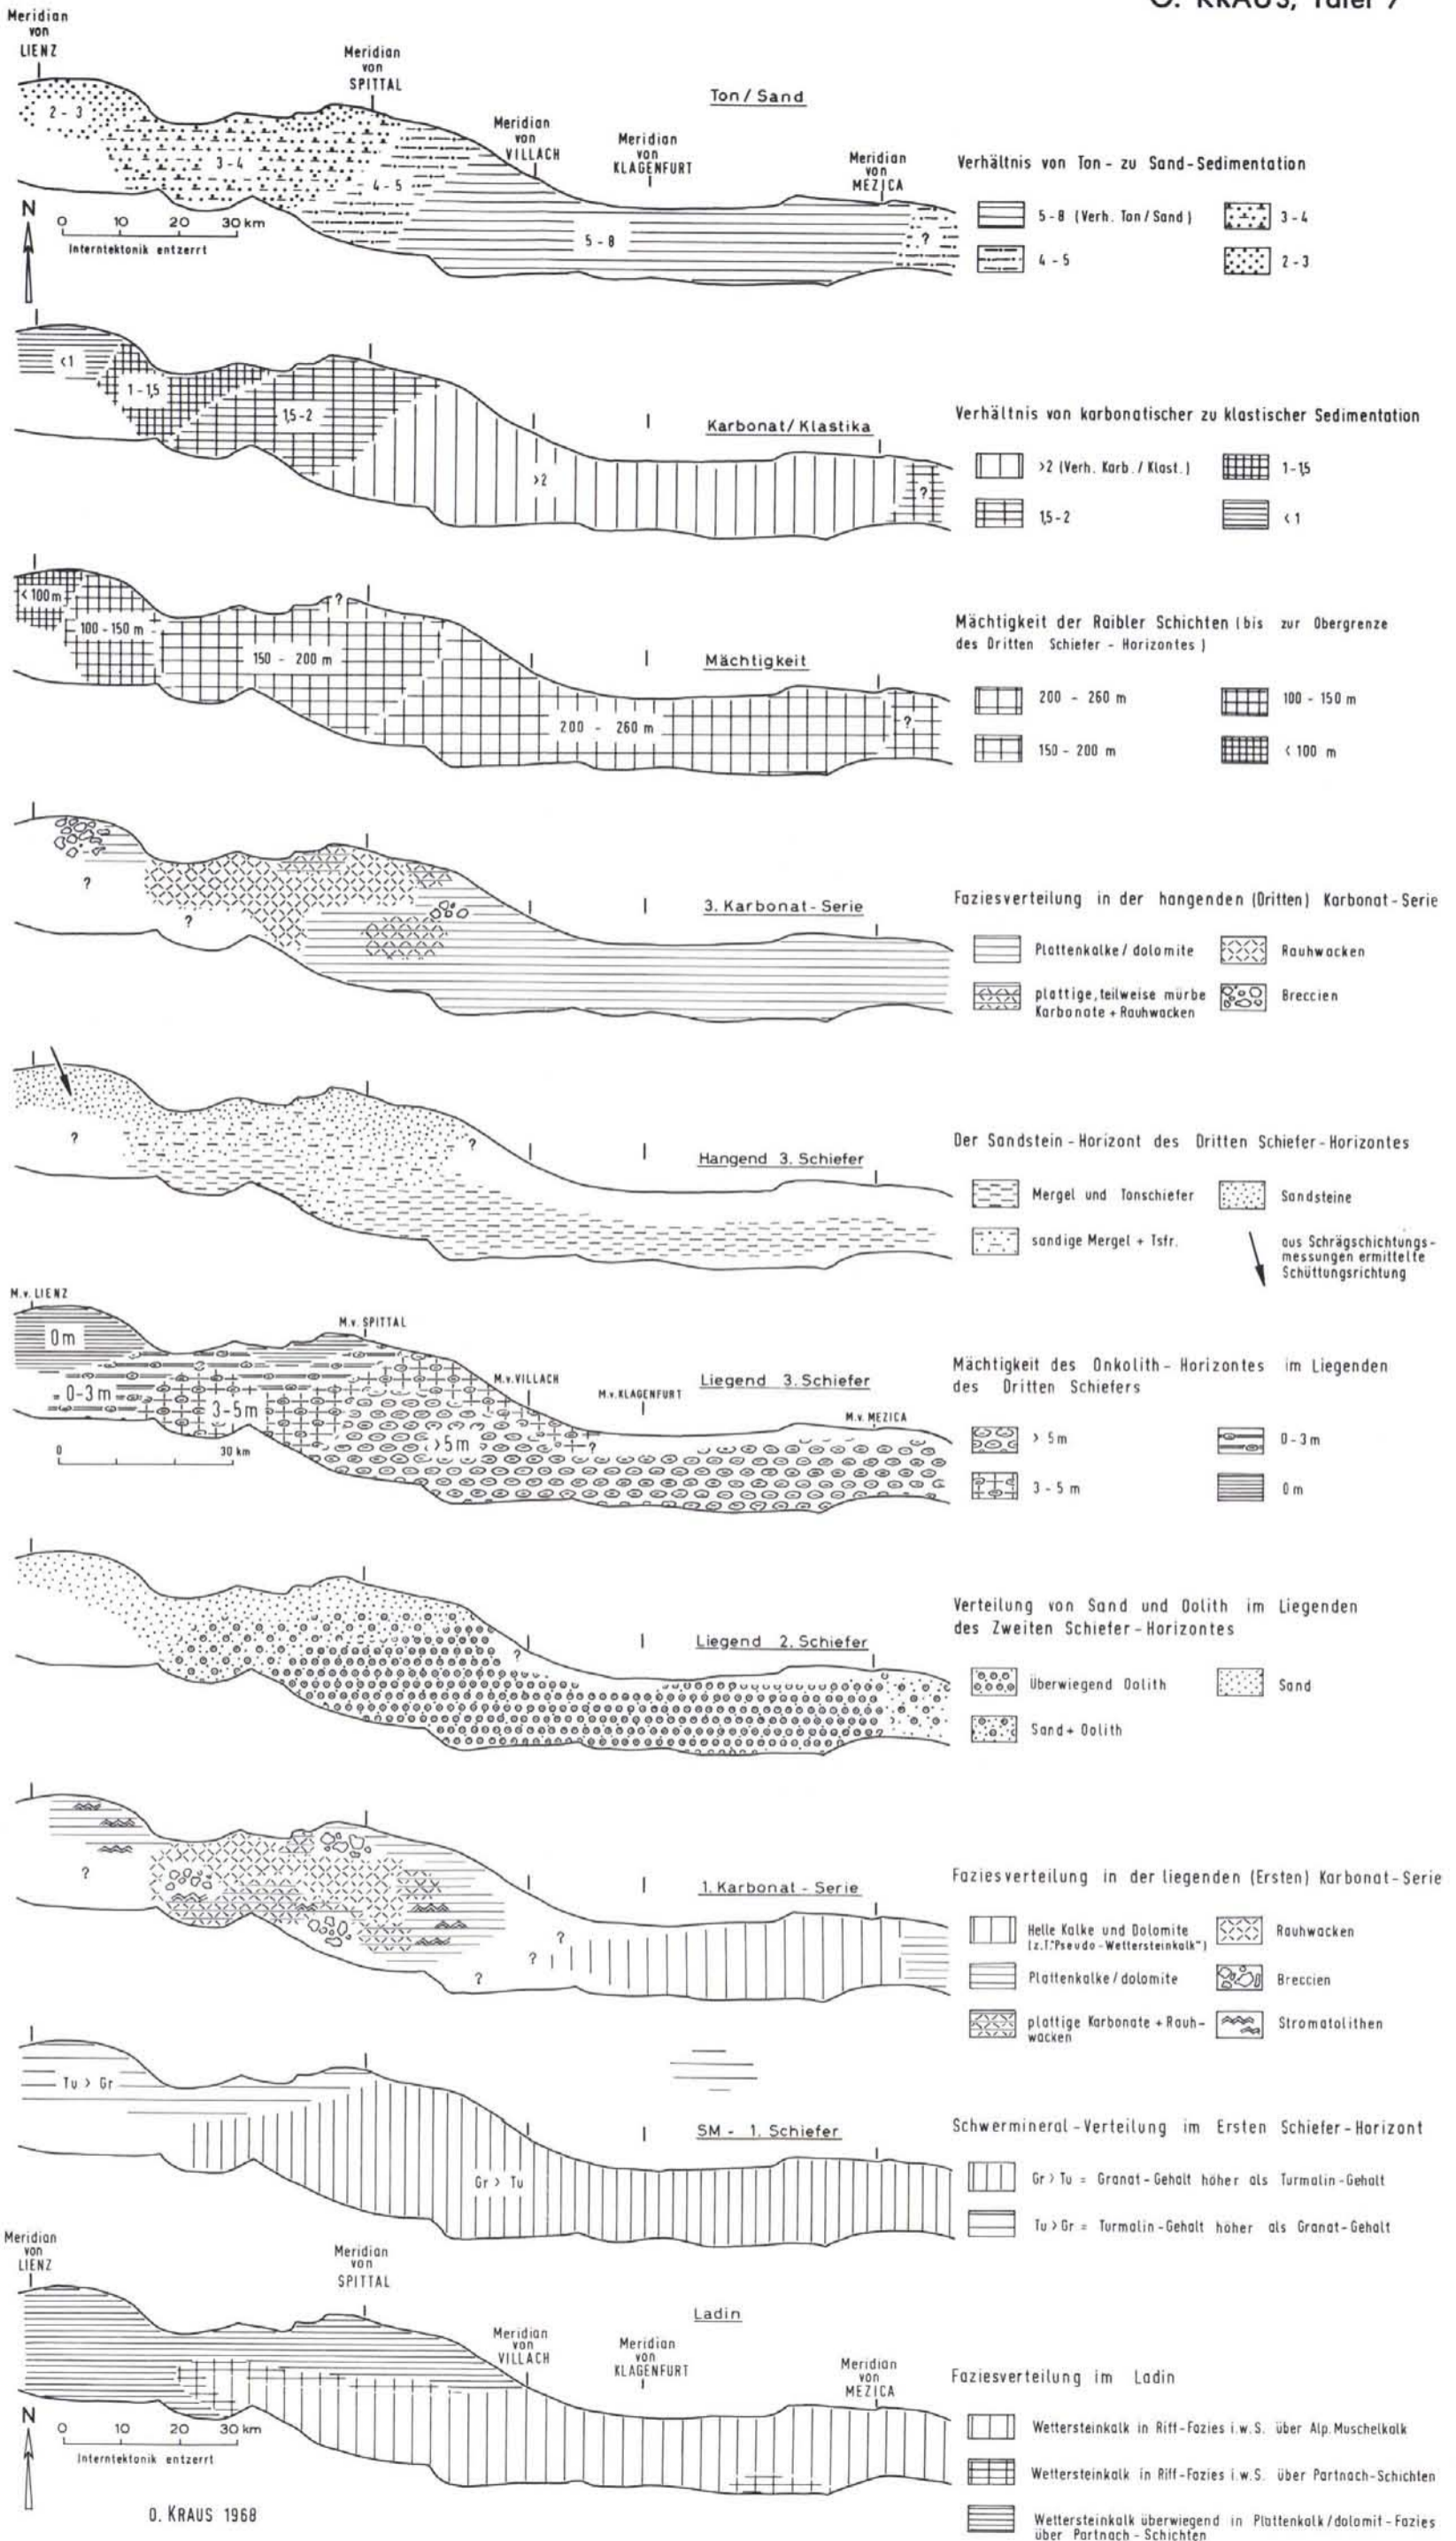 O. KRAUS, Tafel 7
Meridian
von
LIENZ
Meridian
von
SPITTAL
Meridian
von
VILLACH
Meridian
von
KLAGENFURT
Meridian
von
MEZICA
Ton / Sand
2 - 3
3 - 4
4 - 5
5 - 8
?
N
0 10 20 30 km
Interntektonik entzerrt
Verhältnis von Ton - zu Sand - Sedimentation
5 - 8 (Verh. Ton / Sand)
3 - 4
4 - 5
2 - 3
<1
1 - 1,5
1,5 - 2
>2
?
Karbonat / Klastika
Verhältnis von karbonatischer zu klastischer Sedimentation
>2 (Verh. Karb. / Klast.)
1 - 1,5
1,5 - 2
<1
< 100 m
100 - 150 m
150 - 200 m
?
200 - 260 m
?
Mächtigkeit
Mächtigkeit der Raibler Schichten (bis zur Obergrenze
des Dritten Schiefer - Horizontes)
200 - 260 m
100 - 150 m
150 - 200 m
< 100 m
?
?
3. Karbonat - Serie
Faziesverteilung in der hangenden (Dritten) Karbonat - Serie
Plattenkalke / dolomite
Rauhwacken
plattige, teilweise mürbe
Karbonate + Rauhwacken
Breccien
?
?
Hangend 3. Schiefer
Der Sandstein - Horizont des Dritten Schiefer - Horizontes
Mergel und Tonschiefer
Sandsteine
sandige Mergel + Tsfr.
aus Schrägschichtungs-
messungen ermittelte
Schüttungsrichtung
M.v. LIENZ
M.v. SPITTAL
M.v. VILLACH
M.v. KLAGENFURT
M.v. MEZICA
0 m
0 - 3 m
3 - 5 m
> 5 m
?
0 30 km
Liegend 3. Schiefer
Mächtigkeit des Onkolith - Horizontes im Liegenden
des Dritten Schiefers
> 5 m
0 - 3 m
3 - 5 m
0 m
?
Liegend 2. Schiefer
Verteilung von Sand und Oolith im Liegenden
des Zweiten Schiefer - Horizontes
Überwiegend Oolith
Sand
Sand + Oolith
?
?
?
?
1. Karbonat - Serie
Faziesverteilung in der liegenden (Ersten) Karbonat - Serie
Helle Kalke und Dolomite
(z.T. "Pseudo - Wettersteinkalk")
Rauhwacken
Plattenkalke / dolomite
Breccien
plattige Karbonate + Rauh-
wacken
Stromatolithen
Tu > Gr
Gr > Tu
SM - 1. Schiefer
Schwermineral - Verteilung im Ersten Schiefer - Horizont
Gr > Tu = Granat - Gehalt höher als Turmalin - Gehalt
Tu > Gr = Turmalin - Gehalt höher als Granat - Gehalt
Meridian
von
LIENZ
Meridian
von
SPITTAL
Meridian
von
VILLACH
Meridian
von
KLAGENFURT
Meridian
von
MEZICA
Ladin
N
0 10 20 30 km
Interntektonik entzerrt
O. KRAUS 1968
Faziesverteilung im Ladin
Wettersteinkalk in Riff - Fazies i.w.S. über Alp. Muschelkalk
Wettersteinkalk in Riff - Fazies i.w.S. über Partnach - Schichten
Wettersteinkalk überwiegend in Plattenkalk / dolomit - Fazies
über Partnach - Schichten